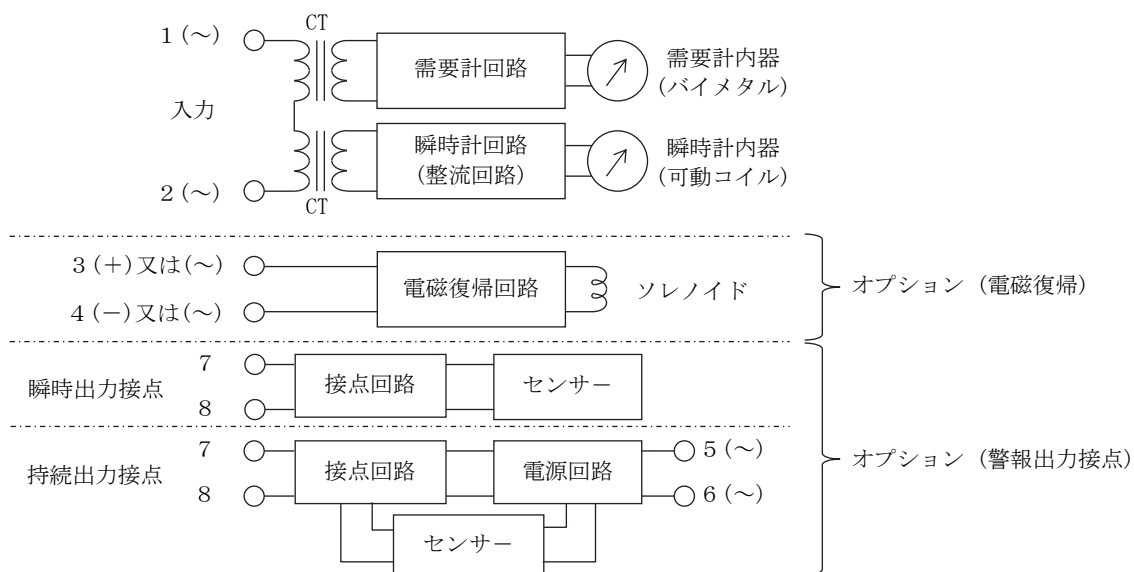 CT
1(～)
需要計回路
需要計内器
(バイメタル)
入力
瞬時計回路
(整流回路)
瞬時計内器
(可動コイル)
2(～)
CT
3(＋)又は(～)
電磁復帰回路
ソレノイド
4(－)又は(～)
オプション (電磁復帰)
瞬時出力接点
7
接点回路
センサー
8
持続出力接点
7
接点回路
電源回路
5(～)
8
6(～)
センサー
オプション (警報出力接点)